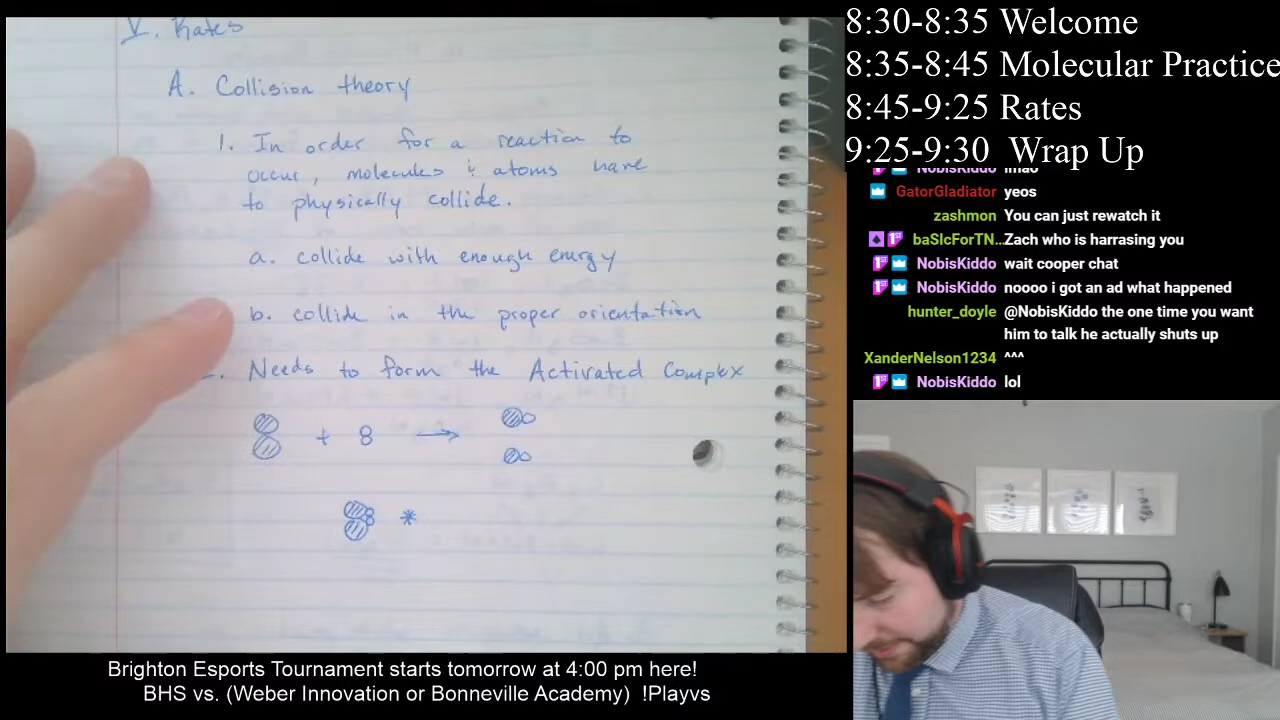 V. Rates
A. Collision theory
1. In order for a reaction to
occur, molecules & atoms have
to physically collide.
a. collide with enough energy
b. collide in the proper orientation
. Needs to form the Activated Complex
+ 8 →
*
8:30-8:35 Welcome
8:35-8:45 Molecular Practice
8:45-9:25 Rates
9:25-9:30 Wrap Up
NobisKiddo lmao
GatorGladiator yeos
zashmon You can just rewatch it
baSIcForTN... Zach who is harrasing you
NobisKiddo wait cooper chat
NobisKiddo noooo i got an ad what happened
hunter_doyle @NobisKiddo the one time you want
him to talk he actually shuts up
XanderNelson1234 ^^^
NobisKiddo lol
Brighton Esports Tournament starts tomorrow at 4:00 pm here!
BHS vs. (Weber Innovation or Bonneville Academy) !Playvs